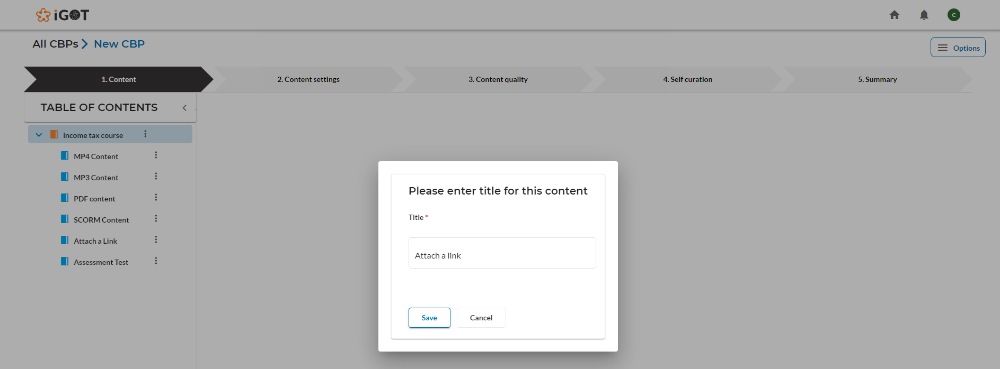 iGOT
C
All CBPs New CBP
Options
1. Content
2. Content settings
3. Content quality
4. Self curation
5. Summary
TABLE OF CONTENTS
income tax course
MP4 Content
MP3 Content
PDF content
SCORM Content
Attach a Link
Assessment Test
Please enter title for this content
Title *
Attach a link
Save Cancel